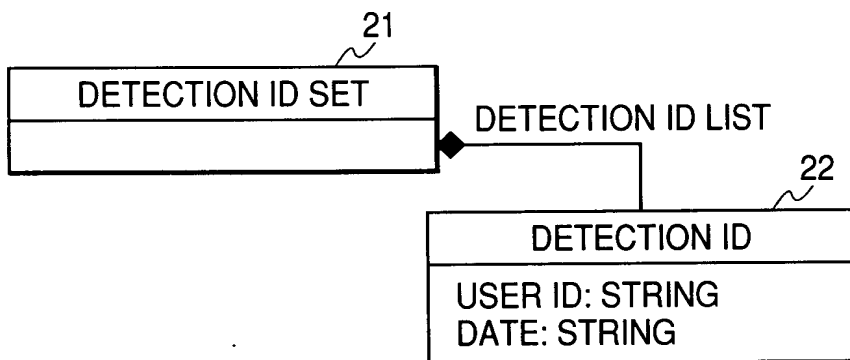 21
DETECTION ID SET
DETECTION ID LIST
22
DETECTION ID
USER ID: STRING
DATE: STRING